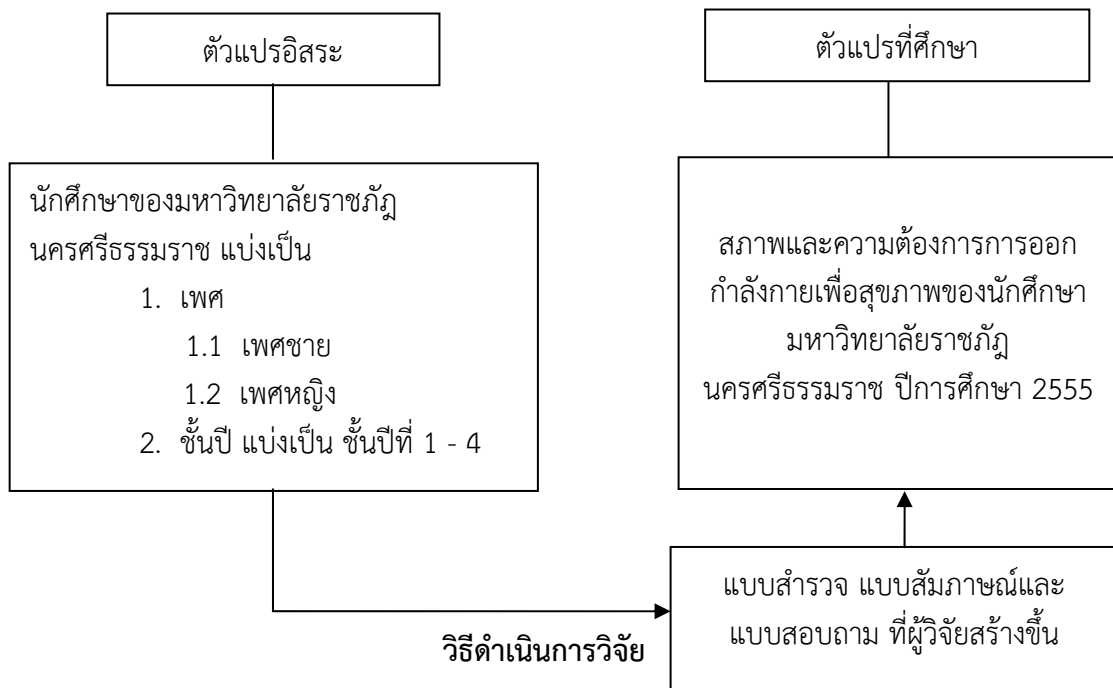 ตัวแปรอิสระ
ตัวแปรที่ศึกษา
นักศึกษาของมหาวิทยาลัยราชภัฏ
นครศรีธรรมราช แบ่งเป็น
1. เพศ
1.1 เพศชาย
1.2 เพศหญิง
2. ชั้นปี แบ่งเป็น ชั้นปีที่ 1 - 4
สภาพและความต้องการการออก
กำลังกายเพื่อสุขภาพของนักศึกษา
มหาวิทยาลัยราชภัฏ
นครศรีธรรมราช ปีการศึกษา 2555
แบบสำรวจ แบบสัมภาษณ์และ
แบบสอบถาม ที่ผู้วิจัยสร้างขึ้น
วิธีดำเนินการวิจัย